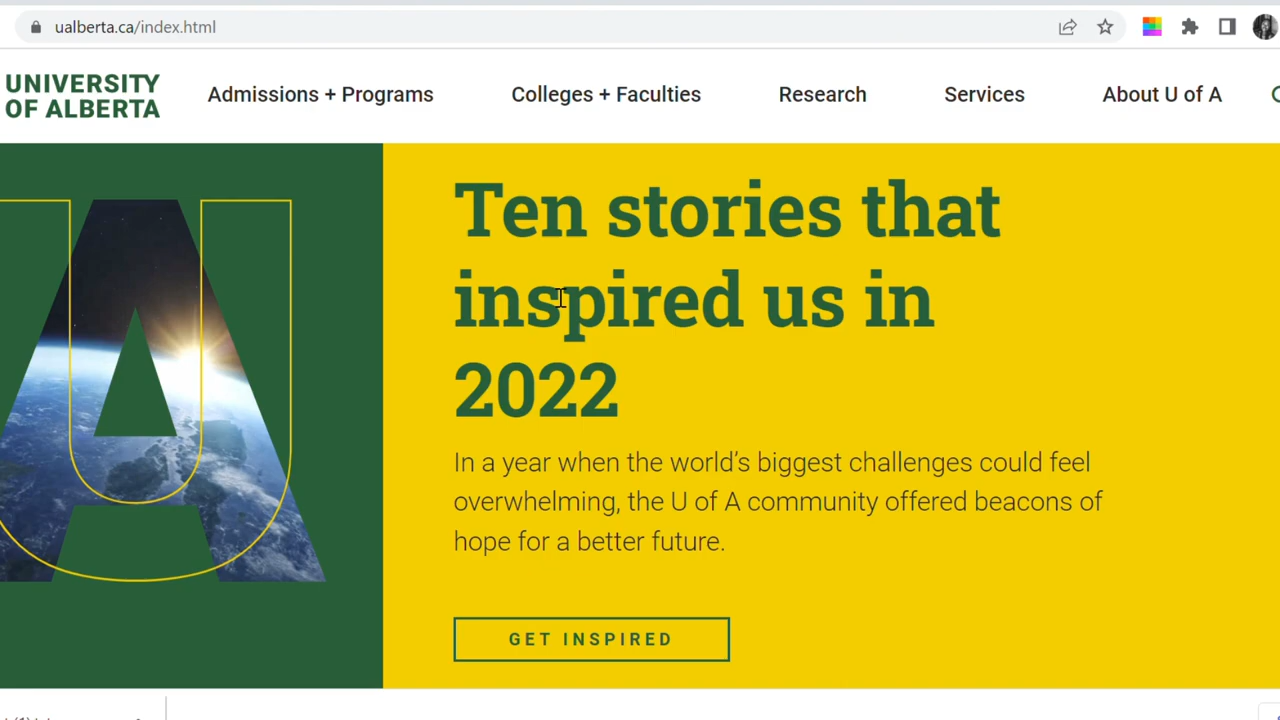 ualberta.ca/index.html
UNIVERSITY
OF ALBERTA
Admissions + Programs
Colleges + Faculties
Research
Services
About U of A
Ten stories that
inspired us in
2022
In a year when the world’s biggest challenges could feel
overwhelming, the U of A community offered beacons of
hope for a better future.
GET INSPIRED